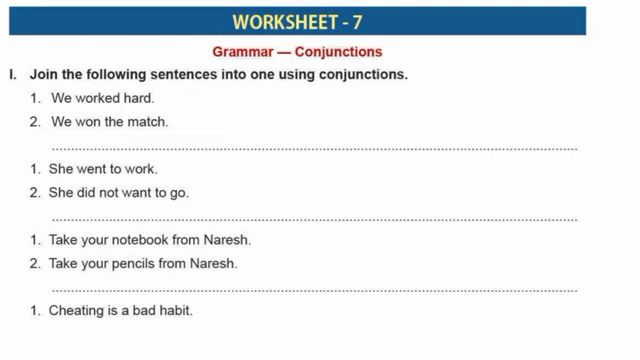 WORKSHEET - 7
Grammar — Conjunctions
I. Join the following sentences into one using conjunctions.
1. We worked hard.
2. We won the match.
1. She went to work.
2. She did not want to go.
1. Take your notebook from Naresh.
2. Take your pencils from Naresh.
1. Cheating is a bad habit.